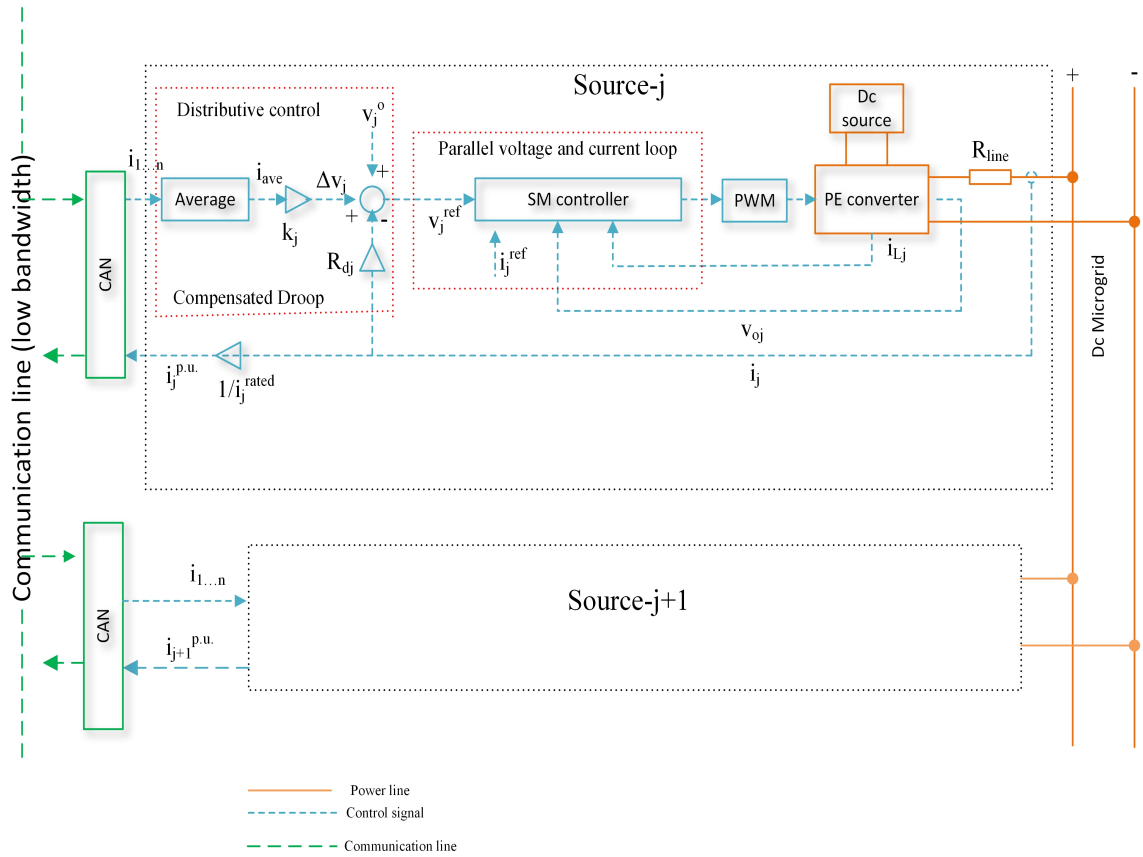 Communication line (low bandwidth)
Source-j
+
-
Distributive control
Dc
source
v_j^o
Parallel voltage and current loop
R_line
i_1...n
i_ave
Δv_j
+
Average
k_j
+
-
v_j^ref
SM controller
PWM
PE converter
CAN
R_dj
i_j^ref
i_Lj
Compensated Droop
v_oj
Dc Microgrid
i_j^p.u.
1/i_j^rated
i_j
CAN
i_1...n
Source-j+1
i_j+1^p.u.
Power line
Control signal
Communication line